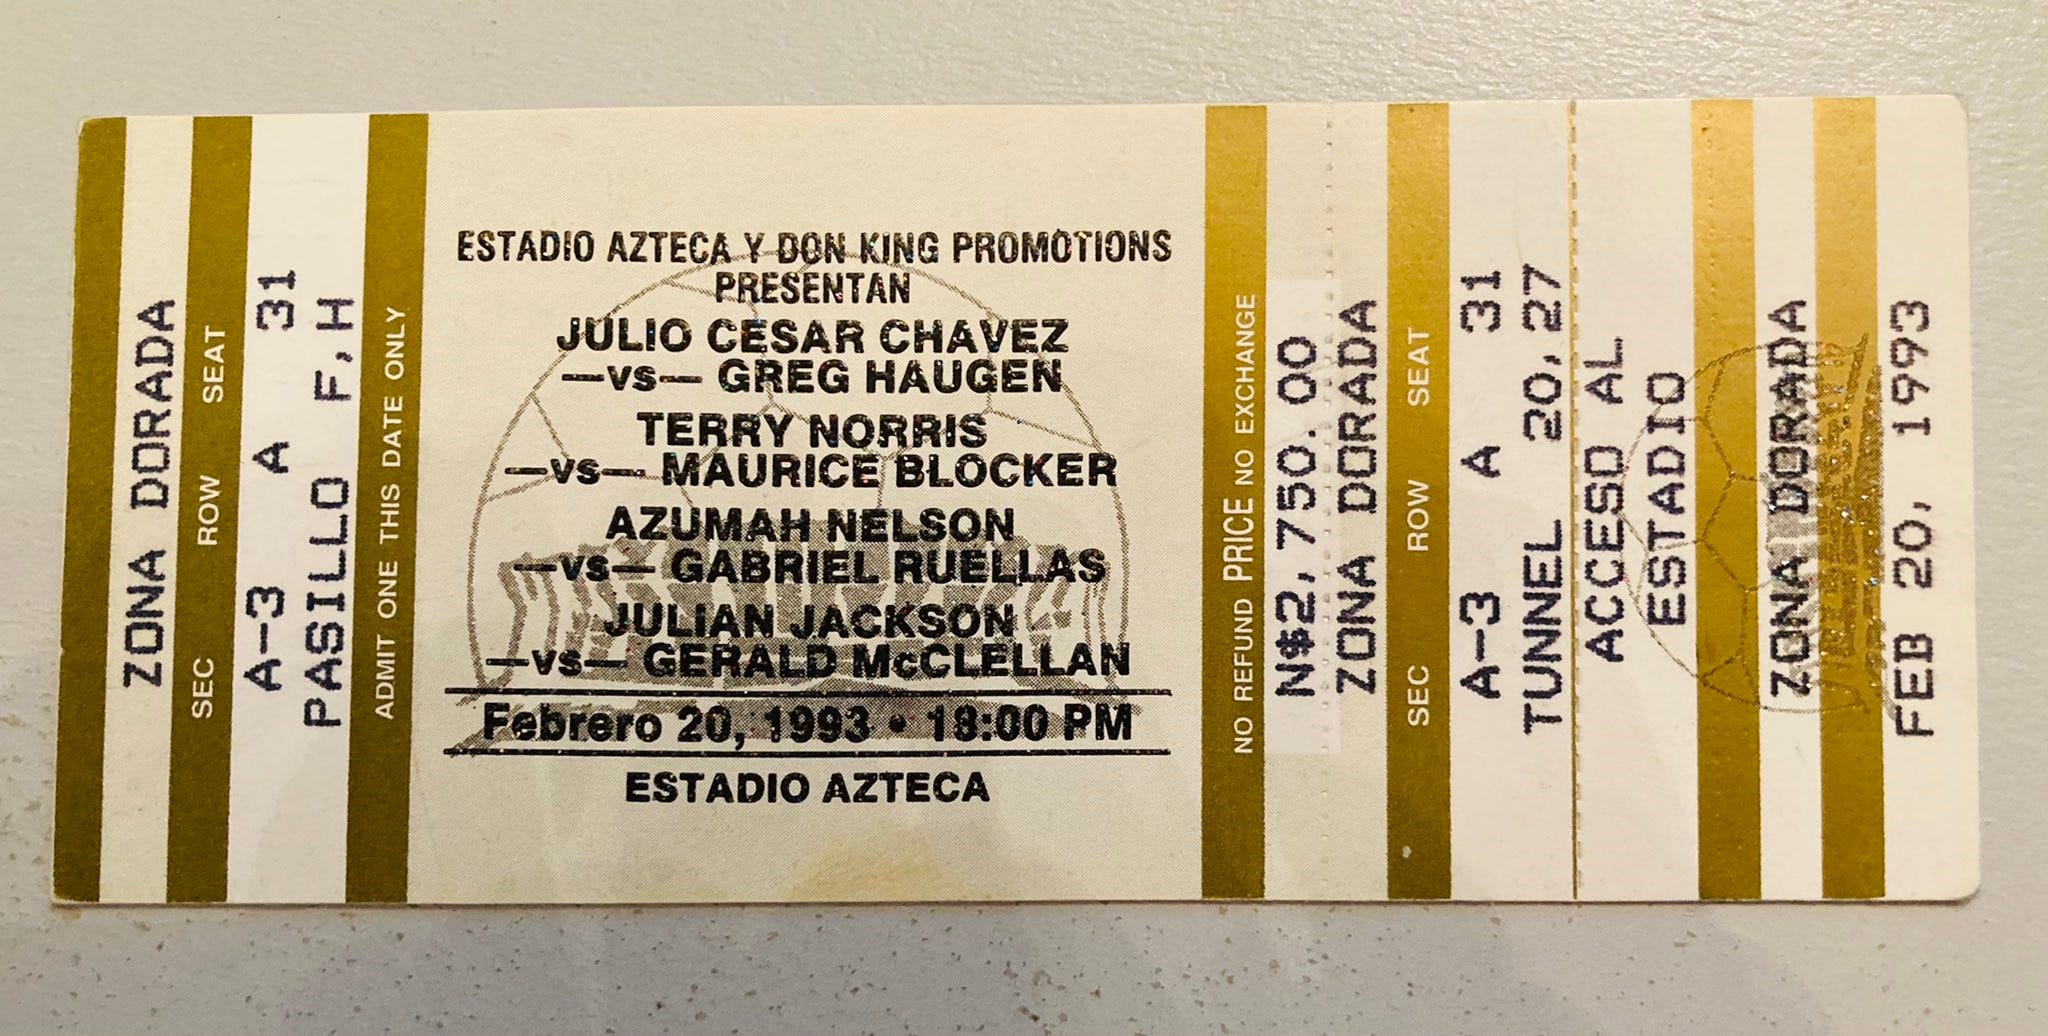 ZONA DORADA
SEC ROW SEAT
A-3 A 31
PASILLO F,H
ADMIT ONE THIS DATE ONLY
ESTADIO AZTECA Y DON KING PROMOTIONS
PRESENTAN
JULIO CESAR CHAVEZ
—vs— GREG HAUGEN
TERRY NORRIS
—vs— MAURICE BLOCKER
AZUMAH NELSON
—vs— GABRIEL RUELLAS
JULIAN JACKSON
—vs— GERALD McCLELLAN
Febrero 20, 1993 • 18:00 PM
ESTADIO AZTECA
NO REFUND PRICE NO EXCHANGE
N$2,750.00
ZONA DORADA
SEC ROW SEAT
A-3 A 31
TUNNEL 20,27
ACCESO AL
ESTADIO
ZONA DORADA
FEB 20, 1993